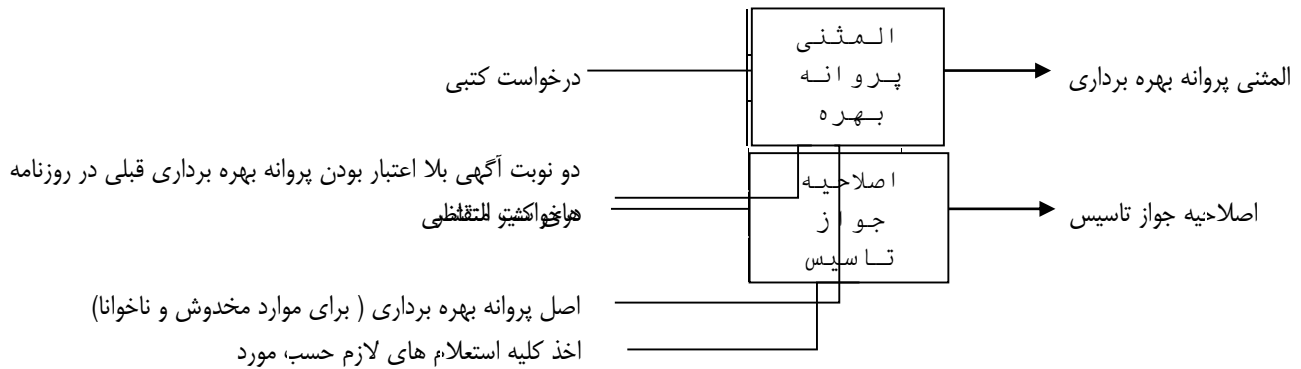 المثنی
پروانه
بهره
المثنی پروانه بهره برداری
درخواست کتبی
دو نوبت آگهی بلا اعتبار بودن پروانه بهره برداری قبلی در روزنامه
اصلاحیه
جواز
تاسیس
اصلاحیه جواز تاسیس
اصل پروانه بهره برداری ( برای موارد مخدوش و ناخوانا)
اخذ کلیه استعلام های لازم حسب مورد